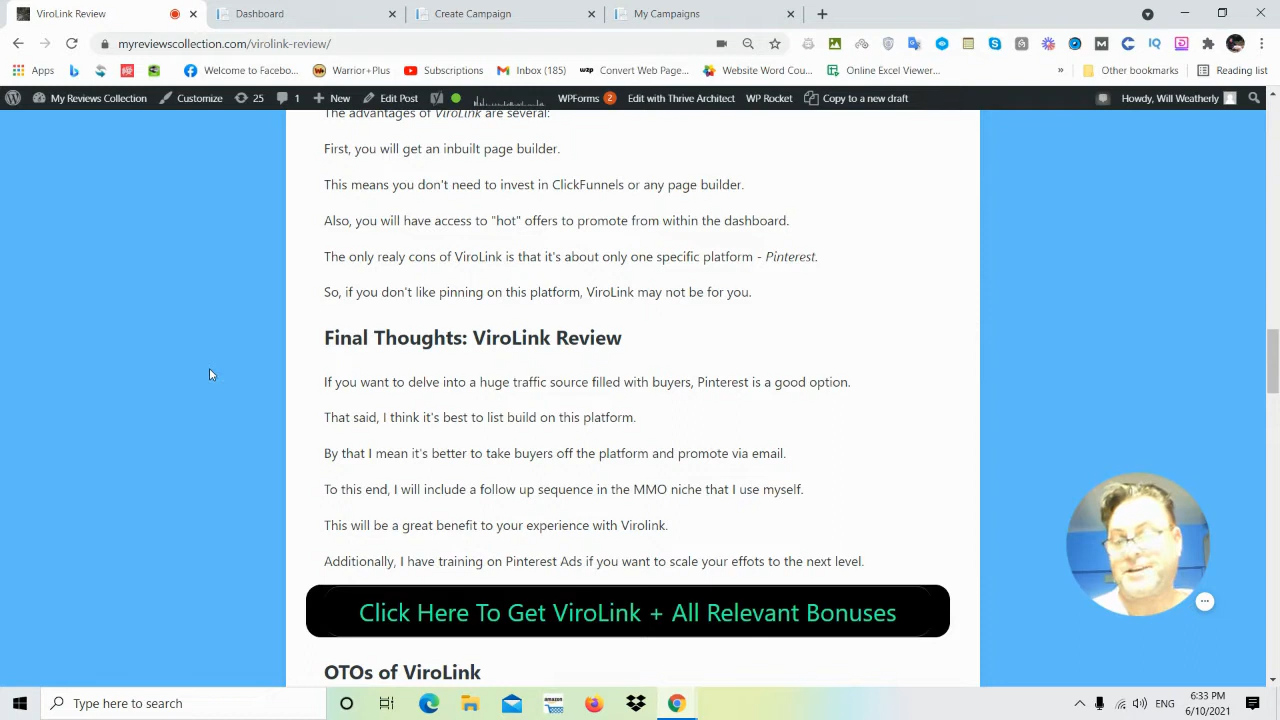 ViroLink Review
Dashboard
Create Campaign
My Campaigns
myreviewscollection.com/virolink-review/
Apps
Welcome to Facebo...
Warrior+Plus
Subscriptions
Inbox (185)
wzp Convert Web Page...
Website Word Cou...
Online Excel Viewer...
»
Other bookmarks
Reading list
My Reviews Collection
Customize
25
1
New
Edit Post
WPForms 2
Edit with Thrive Architect
WP Rocket
Copy to a new draft
Howdy, Will Weatherly
The advantages of ViroLink are several:
First, you will get an inbuilt page builder.
This means you don't need to invest in ClickFunnels or any page builder.
Also, you will have access to "hot" offers to promote from within the dashboard.
The only realy cons of ViroLink is that it's about only one specific platform - Pinterest.
So, if you don't like pinning on this platform, ViroLink may not be for you.
Final Thoughts: ViroLink Review
If you want to delve into a huge traffic source filled with buyers, Pinterest is a good option.
That said, I think it's best to list build on this platform.
By that I mean it's better to take buyers off the platform and promote via email.
To this end, I will include a follow up sequence in the MMO niche that I use myself.
This will be a great benefit to your experience with Virolink.
Additionally, I have training on Pinterest Ads if you want to scale your effots to the next level.
Click Here To Get ViroLink + All Relevant Bonuses
OTOs of ViroLink
Type here to search
amazon
ENG
6:33 PM
6/10/2021